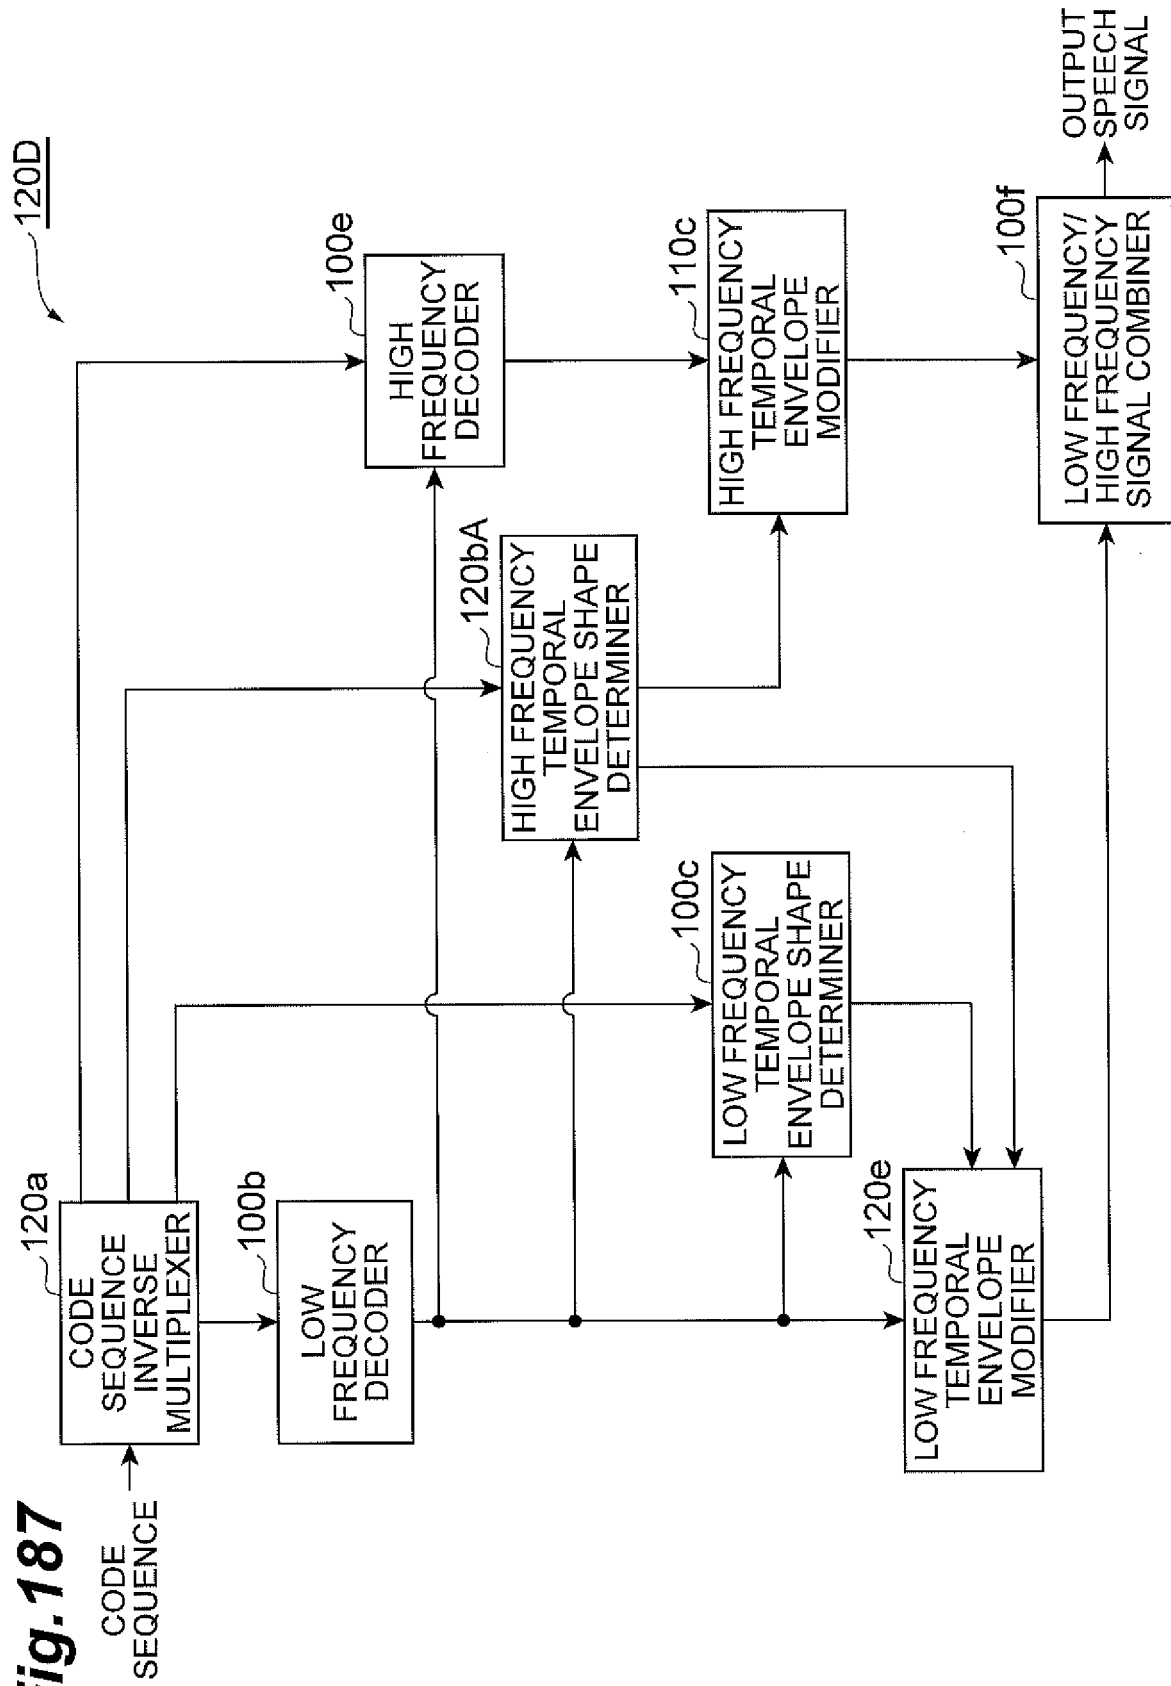 Fig.187
120D
CODE
SEQUENCE
120a
CODE
SEQUENCE
INVERSE
MULTIPLEXER
100b
LOW
FREQUENCY
DECODER
100e
HIGH
FREQUENCY
DECODER
120bA
HIGH FREQUENCY
TEMPORAL
ENVELOPE SHAPE
DETERMINER
100c
LOW FREQUENCY
TEMPORAL
ENVELOPE SHAPE
DETERMINER
110c
HIGH FREQUENCY
TEMPORAL
ENVELOPE
MODIFIER
120e
LOW FREQUENCY
TEMPORAL
ENVELOPE
MODIFIER
100f
LOW FREQUENCY/
HIGH FREQUENCY
SIGNAL COMBINER
OUTPUT
SPEECH
SIGNAL